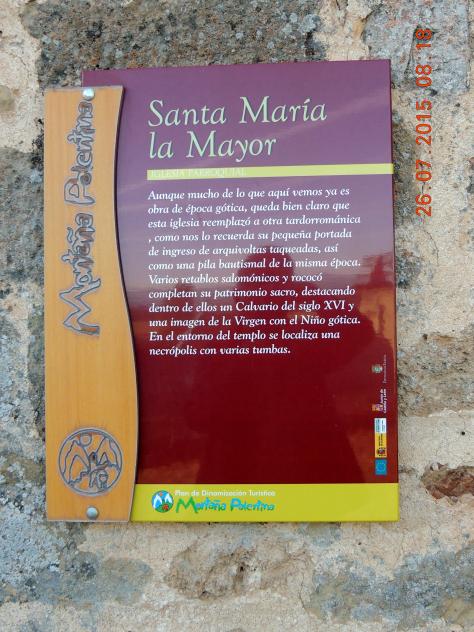 Santa María
la Mayor
IGLESIA PARROQUIAL
Aunque mucho de lo que aquí vemos ya es
obra de época gótica, queda bien claro que
esta iglesia reemplazó a otra tardorrománica
, como nos lo recuerda su pequeña portada
de ingreso de arquivoltas taqueadas, así
como una pila bautismal de la misma época.
Varios retablos salomónicos y rococó
completan su patrimonio sacro, destacando
dentro de ellos un Calvario del siglo XVI y
una imagen de la Virgen con el Niño gótica.
En el entorno del templo se localiza una
necrópolis con varias tumbas.
Plan de Dinamización Turística
Montaña Palentina
Montaña Palentina
Junta de
Castilla y León
26-07-2015 08:18